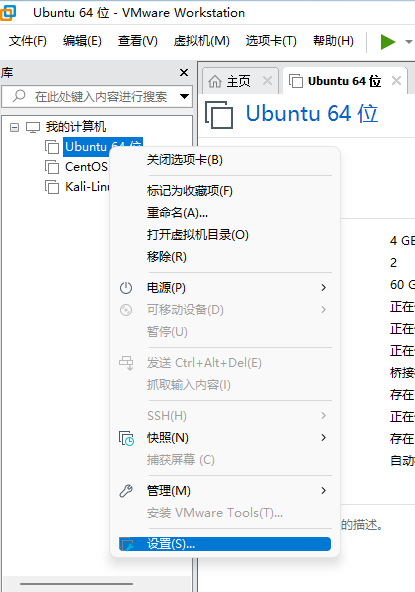 Ubuntu 64 位 - VMware Workstation
文件(F) 编辑(E) 查看(V) 虚拟机(M) 选项卡(T) 帮助(H)
库
在此处键入内容进行搜索
主页
Ubuntu 64 位
Ubuntu 64 位
我的计算机
Ubuntu 64 位
CentOS
Kali-Linu
关闭选项卡(B)
标记为收藏项(F)
重命名(A)...
打开虚拟机目录(O)
移除(R)
电源(P)
可移动设备(D)
暂停(U)
发送 Ctrl+Alt+Del(E)
抓取输入内容(I)
SSH(H)
快照(N)
捕获屏幕 (C)
管理(M)
安装 VMware Tools(T)...
设置(S)...
4 GE
2
60 G
正在
正在
正在
桥接
存在
正在
存在
自动
的描述。